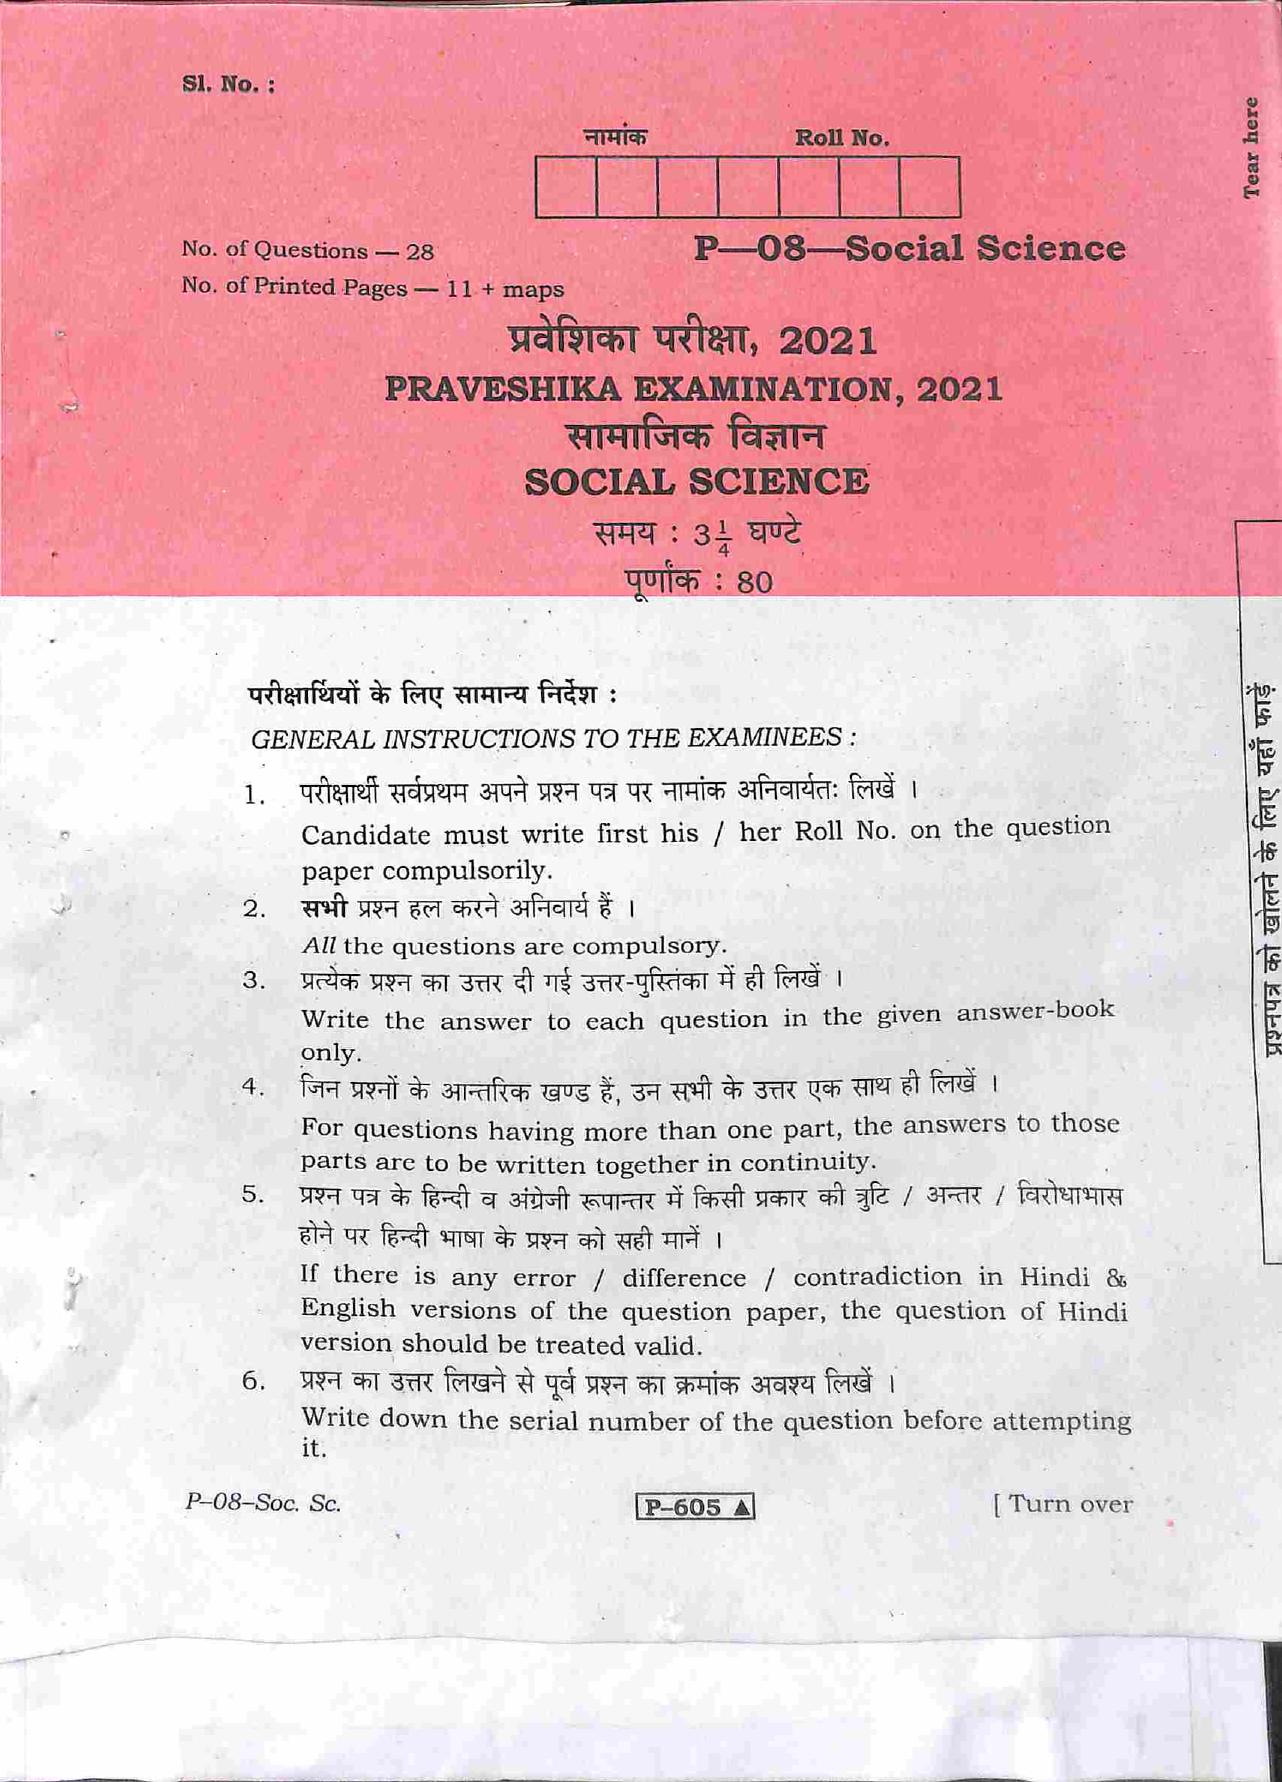 Sl. No. :
Tear here
नामांक Roll No.
No. of Questions — 28
P—08—Social Science
No. of Printed Pages — 11 + maps
प्रवेशिका परीक्षा, 2021
PRAVESHIKA EXAMINATION, 2021
सामाजिक विज्ञान
SOCIAL SCIENCE
समय : 3 1/4 घण्टे
पूर्णांक : 80
परीक्षार्थियों के लिए सामान्य निर्देश :
GENERAL INSTRUCTIONS TO THE EXAMINEES :
1. परीक्षार्थी सर्वप्रथम अपने प्रश्न पत्र पर नामांक अनिवार्यतः लिखें ।
Candidate must write first his / her Roll No. on the question
paper compulsorily.
2. सभी प्रश्न हल करने अनिवार्य हैं ।
All the questions are compulsory.
3. प्रत्येक प्रश्न का उत्तर दी गई उत्तर-पुस्तिका में ही लिखें ।
Write the answer to each question in the given answer-book
only.
4. जिन प्रश्नों के आन्तरिक खण्ड हैं, उन सभी के उत्तर एक साथ ही लिखें ।
For questions having more than one part, the answers to those
parts are to be written together in continuity.
5. प्रश्न पत्र के हिन्दी व अंग्रेजी रूपान्तर में किसी प्रकार की त्रुटि / अन्तर / विरोधाभास
होने पर हिन्दी भाषा के प्रश्न को सही मानें ।
If there is any error / difference / contradiction in Hindi &
English versions of the question paper, the question of Hindi
version should be treated valid.
6. प्रश्न का उत्तर लिखने से पूर्व प्रश्न का क्रमांक अवश्य लिखें ।
Write down the serial number of the question before attempting
it.
प्रश्नपत्र को खोलने के लिए यहाँ फाड़ें
P–08–Soc. Sc.
P–605 ▲
[ Turn over